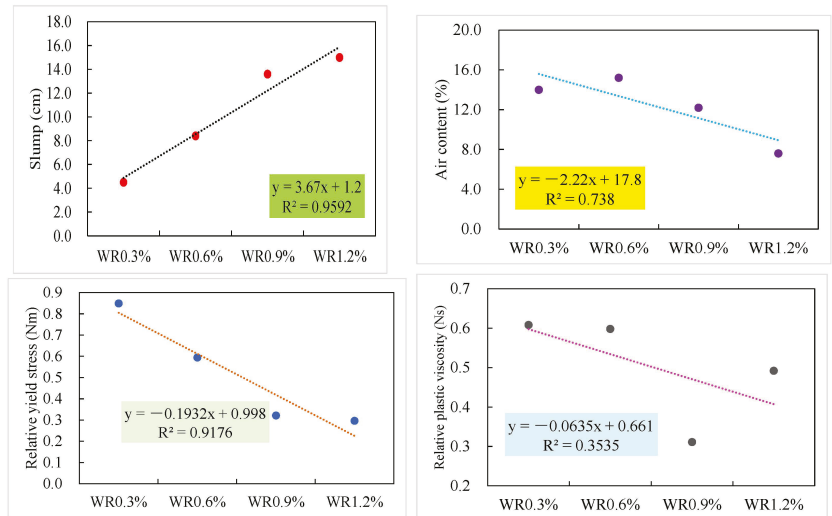 18.0
16.0
14.0
12.0
10.0
8.0
6.0
4.0
2.0
0.0
Slump (cm)
y = 3.67x + 1.2
R² = 0.9592
WR0.3% WR0.6% WR0.9% WR1.2%
20.0
16.0
12.0
8.0
4.0
0.0
Air content (%)
y = －2.22x + 17.8
R² = 0.738
WR0.3% WR0.6% WR0.9% WR1.2%
0.9
0.8
0.7
0.6
0.5
0.4
0.3
0.2
0.1
0.0
Relative yield stress (Nm)
y = －0.1932x + 0.998
R² = 0.9176
WR0.3% WR0.6% WR0.9% WR1.2%
0.7
0.6
0.5
0.4
0.3
0.2
Relative plastic viscosity (Ns)
y = －0.0635x + 0.661
R² = 0.3535
WR0.3% WR0.6% WR0.9% WR1.2%